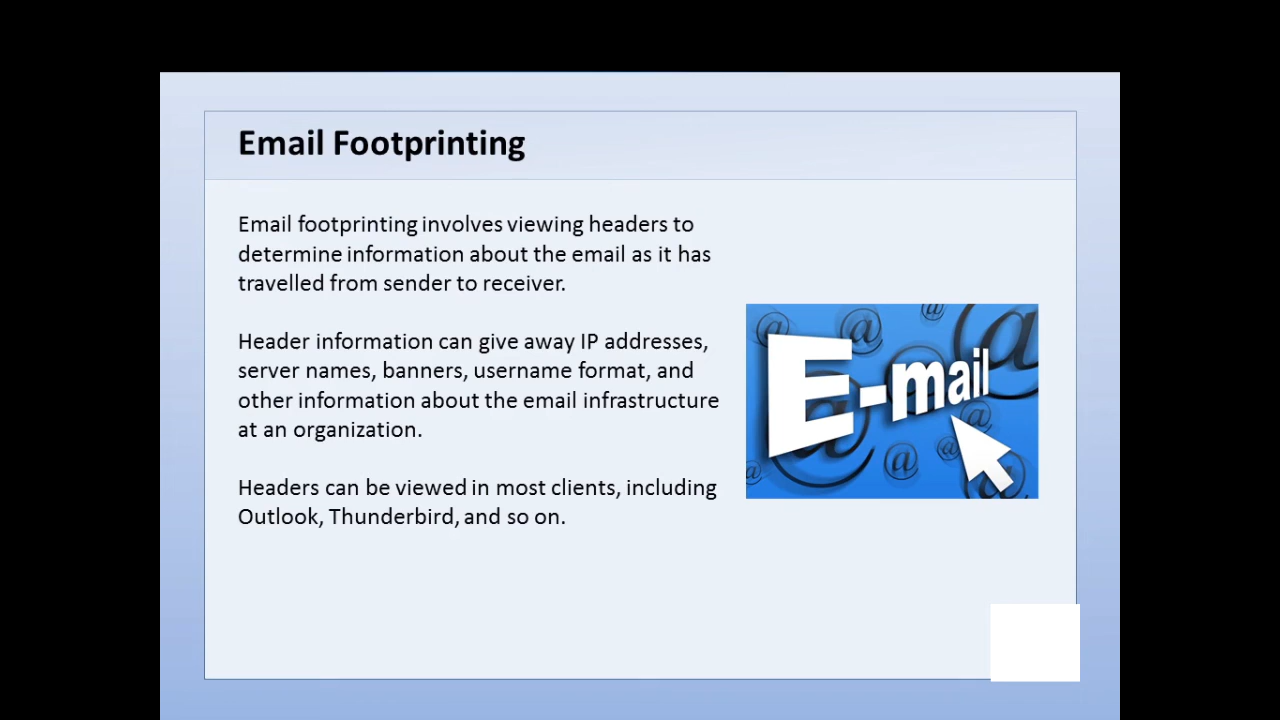 Email Footprinting
Email footprinting involves viewing headers to
determine information about the email as it has
travelled from sender to receiver.
Header information can give away IP addresses,
server names, banners, username format, and
other information about the email infrastructure
at an organization.
Headers can be viewed in most clients, including
Outlook, Thunderbird, and so on.
E-mail